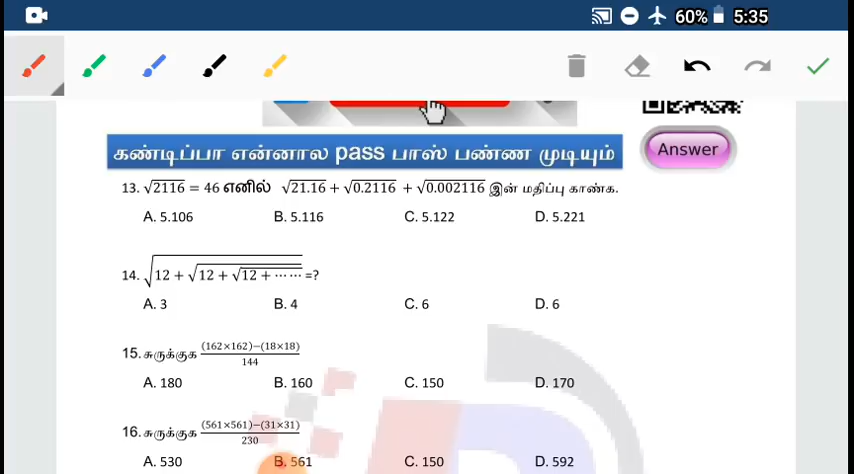 60% 5:35
கண்டிப்பா என்னால pass பாஸ் பண்ண முடியும்
Answer
13. √2116 = 46 எனில் √21.16 + √0.2116 + √0.002116 இன் மதிப்பு காண்க.
A. 5.106 B. 5.116 C. 5.122 D. 5.221
14. √12 + √12 + √12 + ⋯⋯ =?
A. 3 B. 4 C. 6 D. 6
15. சுருக்குக (162×162)−(18×18)/144
A. 180 B. 160 C. 150 D. 170
16. சுருக்குக (561×561)−(31×31)/230
A. 530 B. 561 C. 150 D. 592